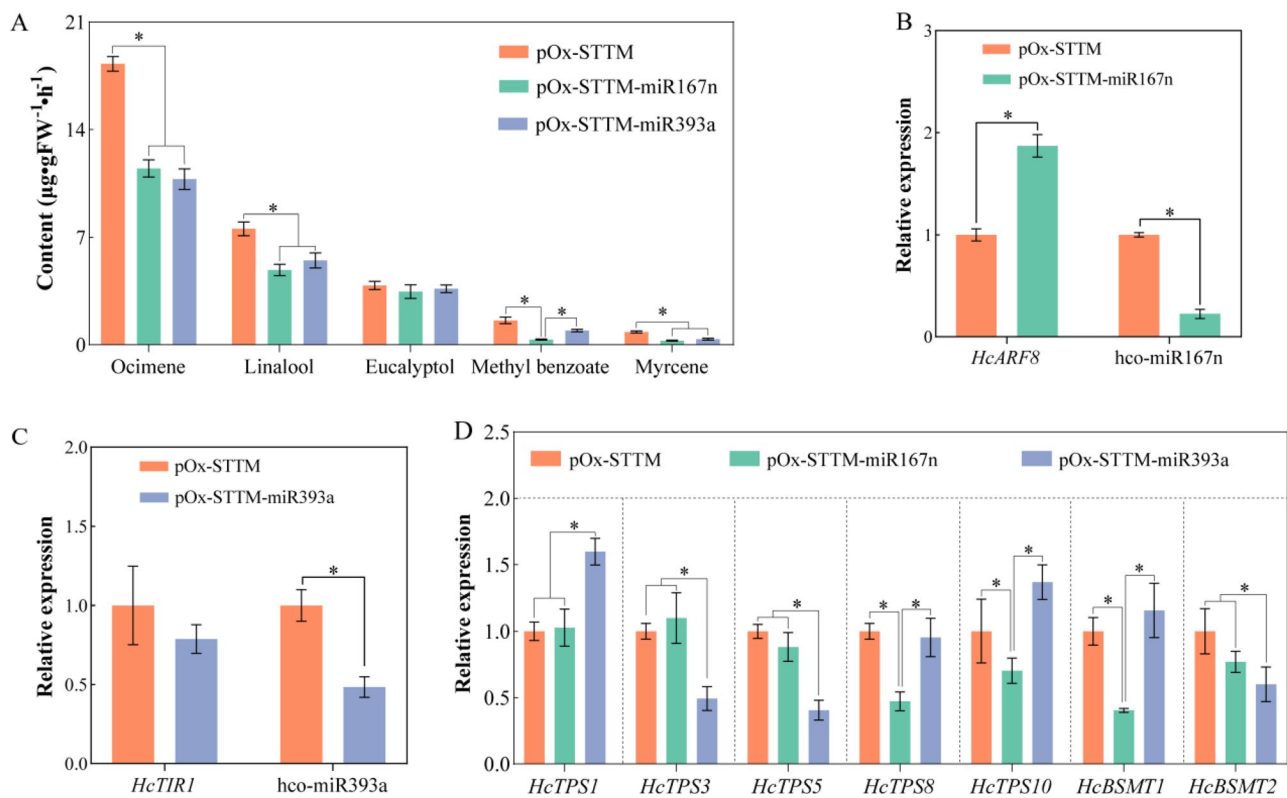 A
Content (μg•gFW⁻¹•h⁻¹)
21
14
7
0
*
*
*
*
*
pOx-STTM
pOx-STTM-miR167n
pOx-STTM-miR393a
Ocimene
Linalool
Eucalyptol
Methyl benzoate
Myrcene
B
Relative expression
3
2
1
0
pOx-STTM
pOx-STTM-miR167n
*
*
HcARF8
hco-miR167n
C
Relative expression
2.0
1.5
1.0
0.5
0.0
pOx-STTM
pOx-STTM-miR393a
*
HcTIR1
hco-miR393a
D
Relative expression
2.5
2.0
1.5
1.0
0.5
0.0
pOx-STTM
pOx-STTM-miR167n
pOx-STTM-miR393a
*
*
*
*
*
*
*
*
*
*
HcTPS1
HcTPS3
HcTPS5
HcTPS8
HcTPS10
HcBSMT1
HcBSMT2